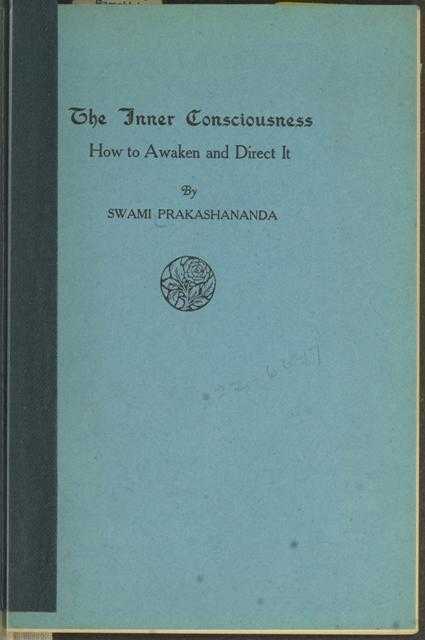 The Inner Consciousness
How to Awaken and Direct It
By
SWAMI PRAKASHANANDA